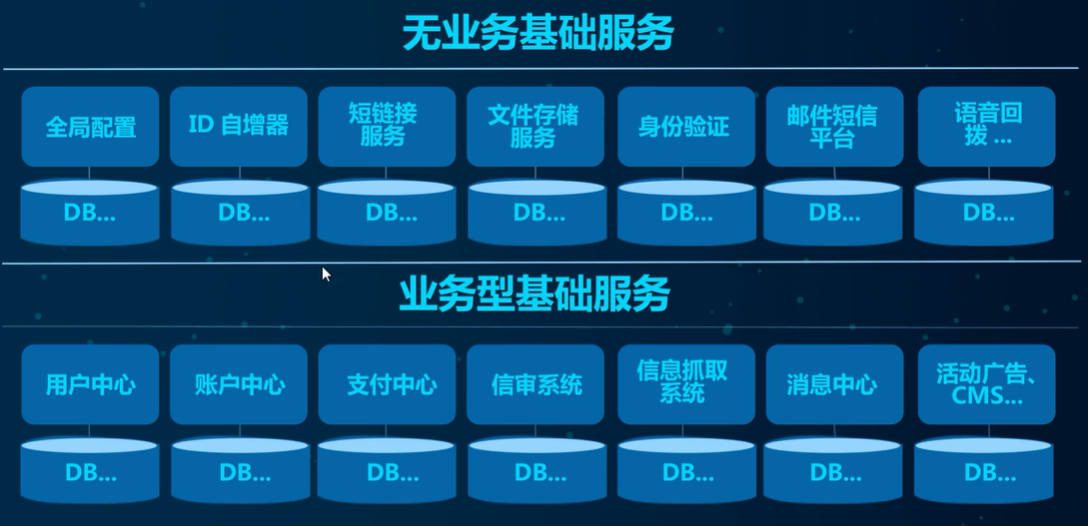 无业务基础服务
全局配置
ID 自增器
短链接
服务
文件存储
服务
身份验证
邮件短信
平台
语音回
拨 ...
DB...
DB...
DB...
DB...
DB...
DB...
DB...
业务型基础服务
用户中心
账户中心
支付中心
信审系统
信息抓取
系统
消息中心
活动广告、
CMS...
DB...
DB...
DB...
DB...
DB...
DB...
DB...